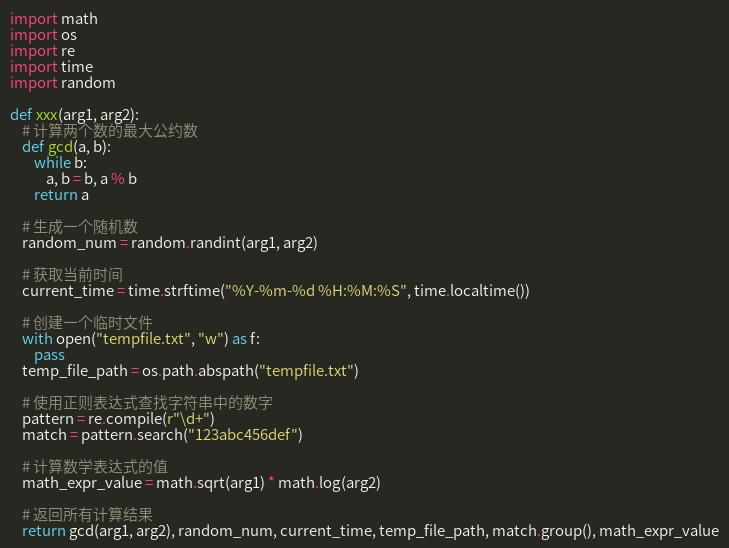 import math
import os
import re
import time
import random
def xxx(arg1, arg2):
# 计算两个数的最大公约数
def gcd(a, b):
while b:
a, b = b, a % b
return a
# 生成一个随机数
random_num = random.randint(arg1, arg2)
# 获取当前时间
current_time = time.strftime("%Y-%m-%d %H:%M:%S", time.localtime())
# 创建一个临时文件
with open("tempfile.txt", "w") as f:
pass
temp_file_path = os.path.abspath("tempfile.txt")
# 使用正则表达式查找字符串中的数字
pattern = re.compile(r"\d+")
match = pattern.search("123abc456def")
# 计算数学表达式的值
math_expr_value = math.sqrt(arg1) * math.log(arg2)
# 返回所有计算结果
return gcd(arg1, arg2), random_num, current_time, temp_file_path, match.group(), math_expr_value